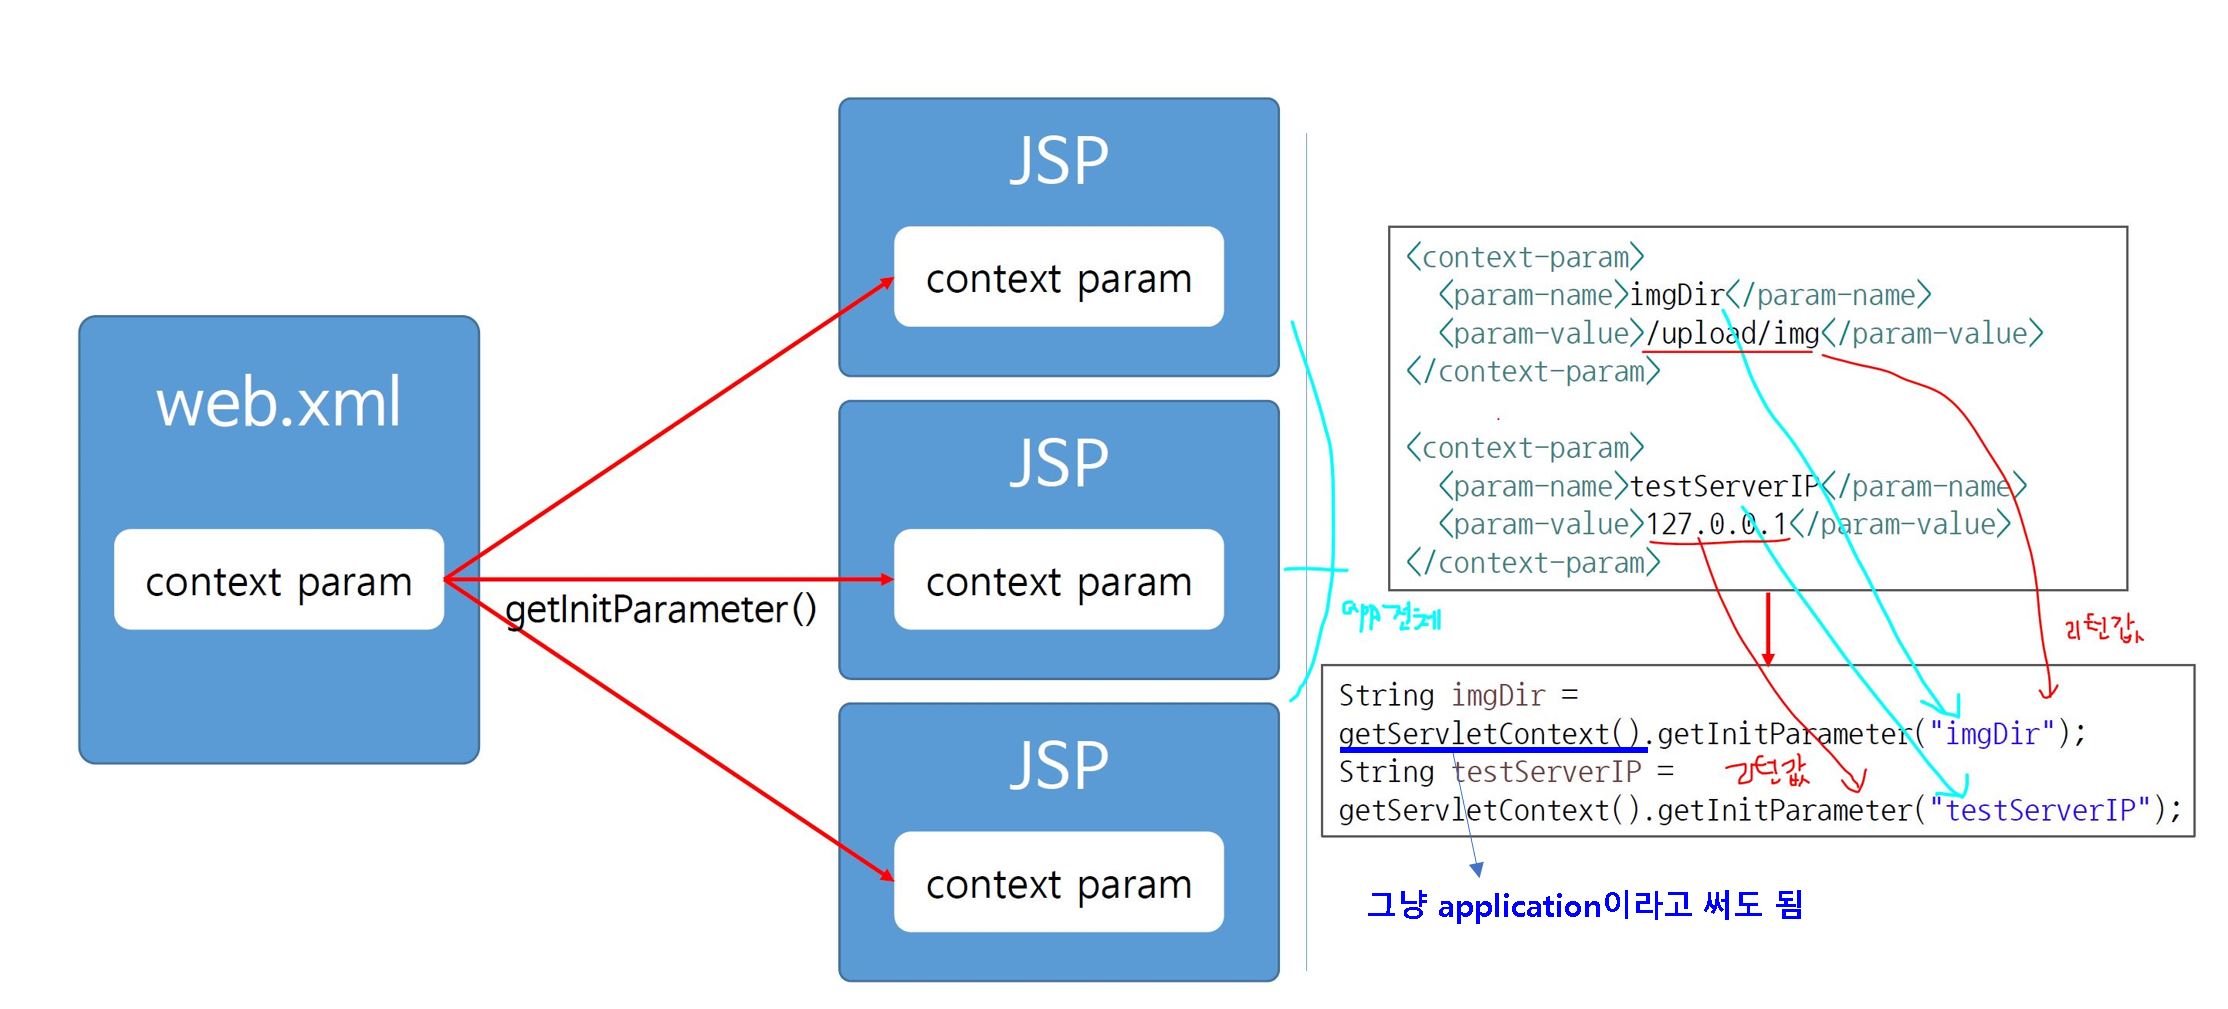 web.xml
context param
getInitParameter()
JSP
context param
JSP
context param
JSP
context param
app전체
<context-param>
<param-name>imgDir</param-name>
<param-value>/upload/img</param-value>
</context-param>
<context-param>
<param-name>testServerIP</param-name>
<param-value>127.0.0.1</param-value>
</context-param>
리턴값
String imgDir =
getServletContext().getInitParameter("imgDir");
String testServerIP =
리턴값
getServletContext().getInitParameter("testServerIP");
그냥 application이라고 써도 됨